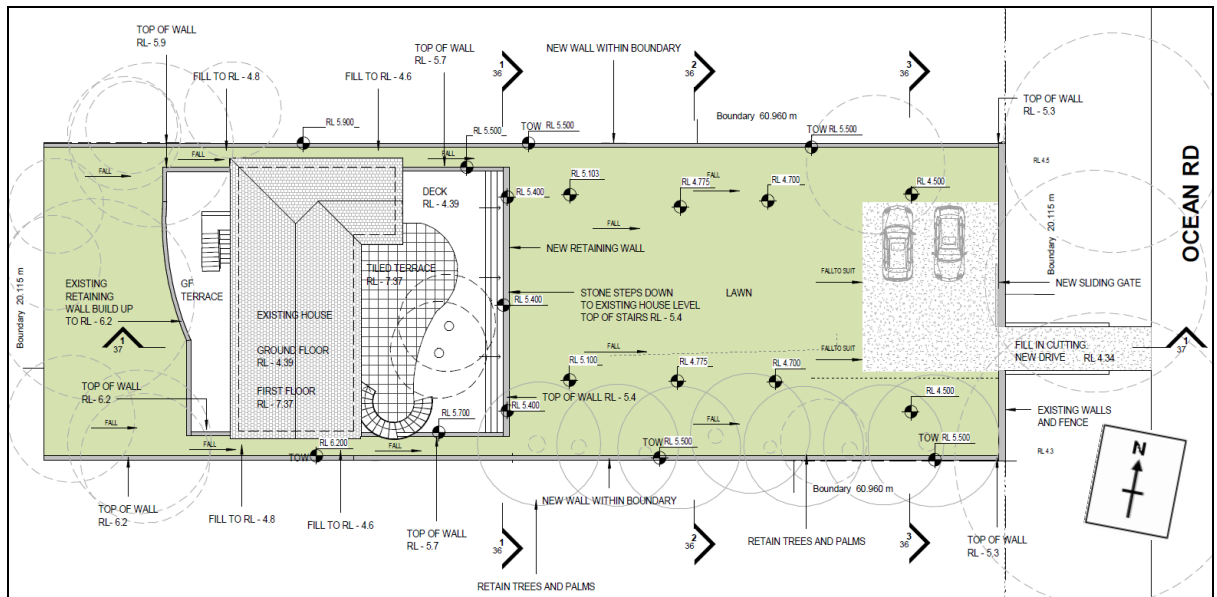 TOP OF WALL
RL- 5.9
FILL TO RL - 4.8
FILL TO RL - 4.6
TOP OF WALL
RL- 5.7
1
36
NEW WALL WITHIN BOUNDARY
2
36
3
36
TOP OF WALL
RL - 5.3
Boundary 60.960 m
RL 5.900
RL 5.500
TOW RL 5.500
TOW RL 5.500
FALL
FALL
FALL
RL 4.5
OCEAN RD
Boundary 20.115 m
DECK
RL - 4.39
RL 5.400
RL 5.103
RL 4.775
FALL
RL 4.700
RL 4.500
FALL
NEW RETAINING WALL
TILED TERRACE
RL - 7.37
FALLTO SUIT
NEW SLIDING GATE
Boundary 20.115 m
EXISTING
RETAINING
WALL BUILD UP
TO RL - 6.2
GF
TERRACE
STONE STEPS DOWN
TO EXISTING HOUSE LEVEL
TOP OF STAIRS RL - 5.4
LAWN
RL 5.400
EXISTING HOUSE
1
37
GROUND FLOOR
RL - 4.39
FIRST FLOOR
RL - 7.37
FALL
FALLTO SUIT
FILL IN CUTTING.
NEW DRIVE RL 4.34
1
37
RL 5.100
RL 4.775
RL 4.700
RL 4.500
TOP OF WALL
RL- 6.2
TOP OF WALL RL - 5.4
RL 5.400
RL 5.700
EXISTING WALLS
AND FENCE
FALL
FALL
FALL
RL 6.200
TOW
TOW RL 5.500
TOW RL 5.500
RL 4.3
N
Boundary 60.960 m
NEW WALL WITHIN BOUNDARY
TOP OF WALL
RL-6.2
FILL TO RL - 4.8
FILL TO RL - 4.6
TOP OF WALL
RL - 5.7
1
36
2
36
RETAIN TREES AND PALMS
3
36
TOP OF WALL
RL - 5.3
RETAIN TREES AND PALMS